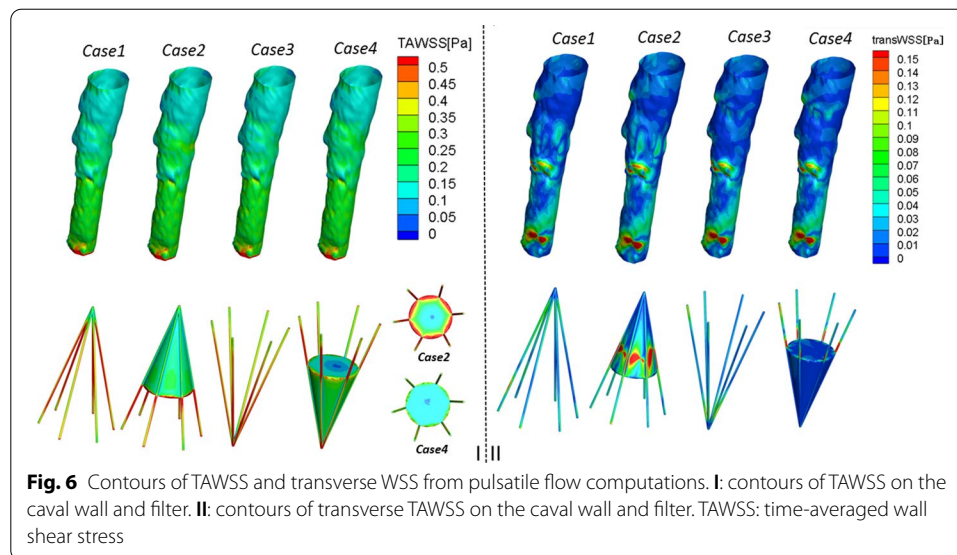 Case1 Case2 Case3 Case4
TAWSS[Pa]
0.5
0.45
0.4
0.35
0.3
0.25
0.2
0.15
0.1
0.05
0
Case2
Case4
Case1 Case2 Case3 Case4
transWSS[Pa]
0.15
0.14
0.13
0.12
0.11
0.1
0.09
0.08
0.07
0.06
0.05
0.04
0.03
0.02
0.01
0
I II
Fig. 6 Contours of TAWSS and transverse WSS from pulsatile flow computations. I: contours of TAWSS on the
caval wall and filter. II: contours of transverse TAWSS on the caval wall and filter. TAWSS: time-averaged wall
shear stress